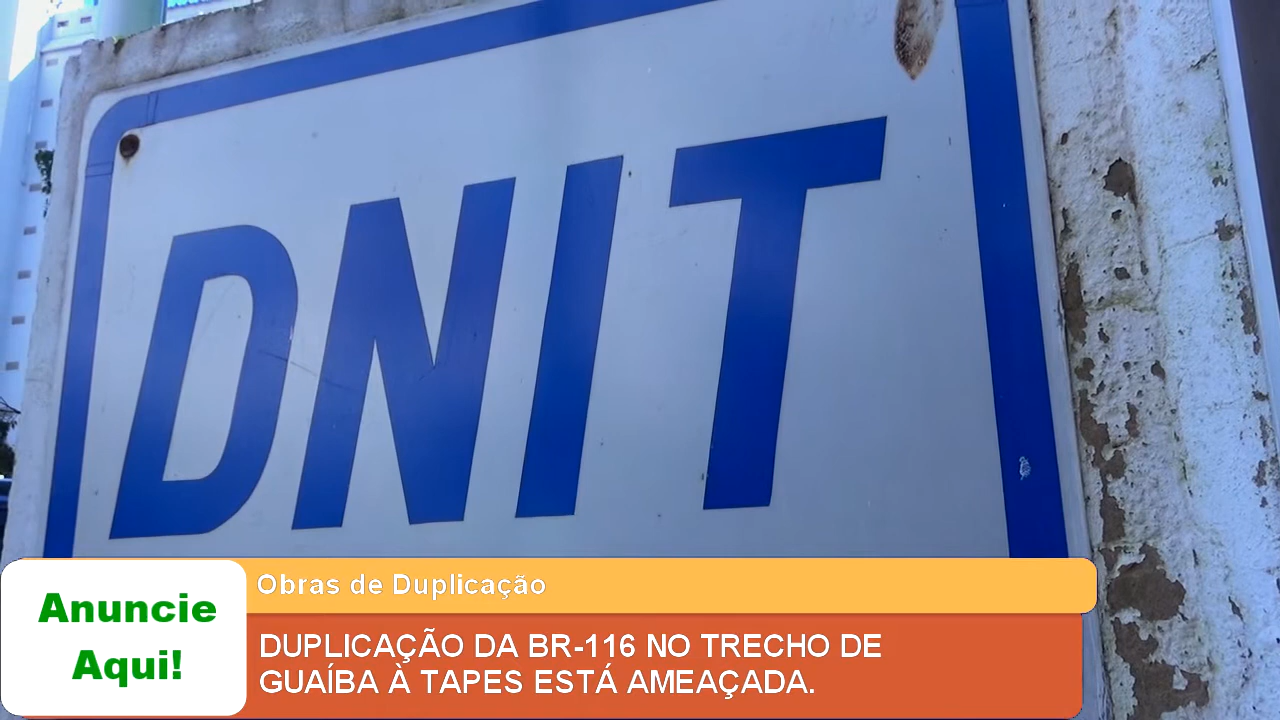 DNIT
Obras de Duplicação
Anuncie
Aqui!
DUPLICAÇÃO DA BR-116 NO TRECHO DE
GUAÍBA À TAPES ESTÁ AMEAÇADA.